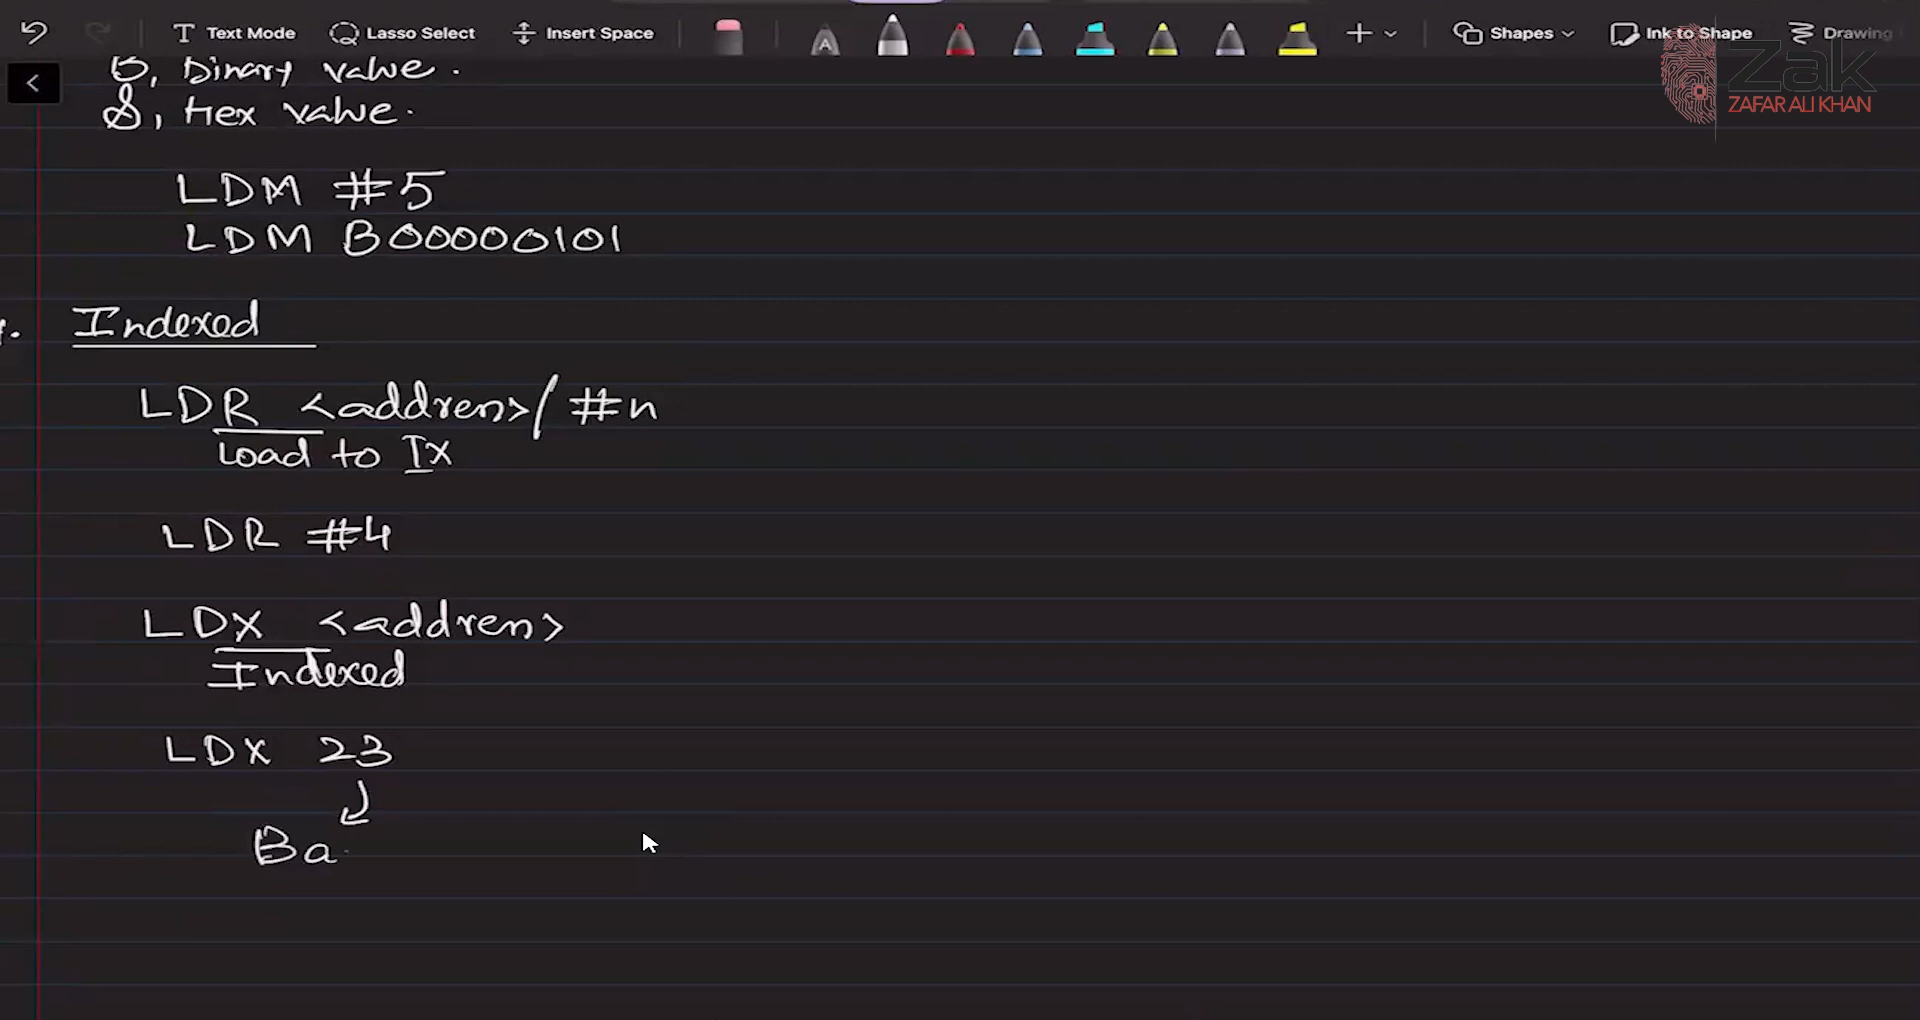 Text Mode Lasso Select Insert Space Shapes Ink to Shape Drawing
Zak
ZAFAR ALI KHAN
B, Binary value.
&, Hex value.
LDM #5
LDM B00000101
Indexed
LDR <address>/#n
Load to IX
LDR #4
LDX <address>
Indexed
LDX 23
Ba